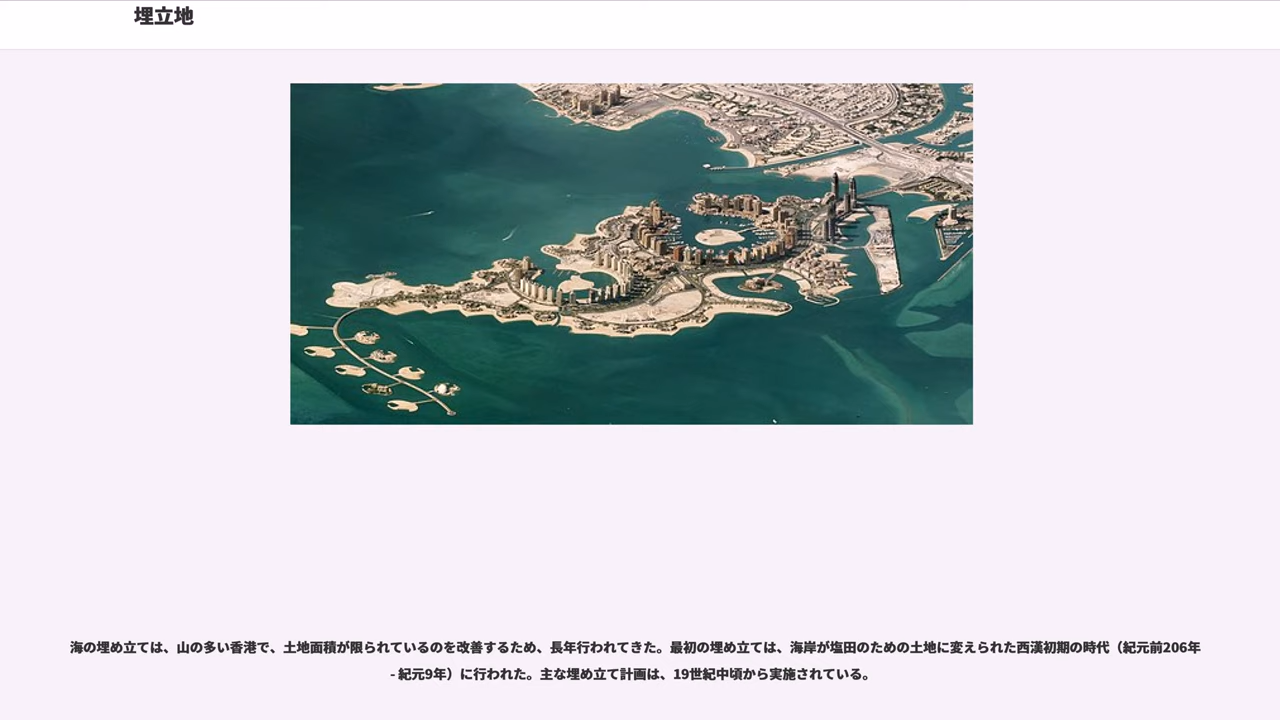 埋立地
海の埋め立ては、山の多い香港で、土地面積が限られているのを改善するため、長年行われてきた。最初の埋め立ては、海岸が塩田のための土地に変えられた西漢初期の時代（紀元前206年
- 紀元9年）に行われた。主な埋め立て計画は、19世紀中頃から実施されている。